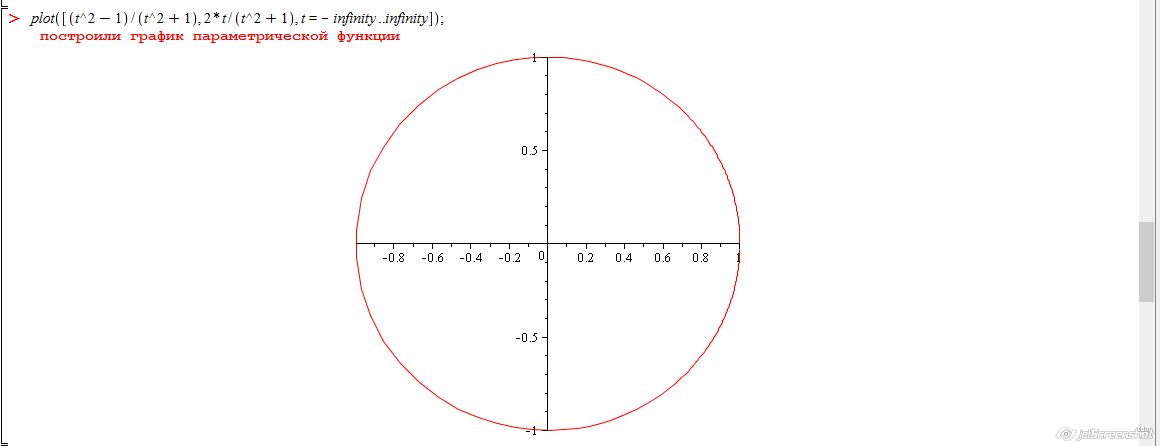 > plot([(t^2 − 1) / (t^2 + 1), 2*t / (t^2 + 1), t = − infinity ..infinity]);
построили график параметрической функции
1
0.5
-0.8 -0.6 -0.4 -0.2 0 0.2 0.4 0.6 0.8 1
-0.5
-1
jetScreenshot